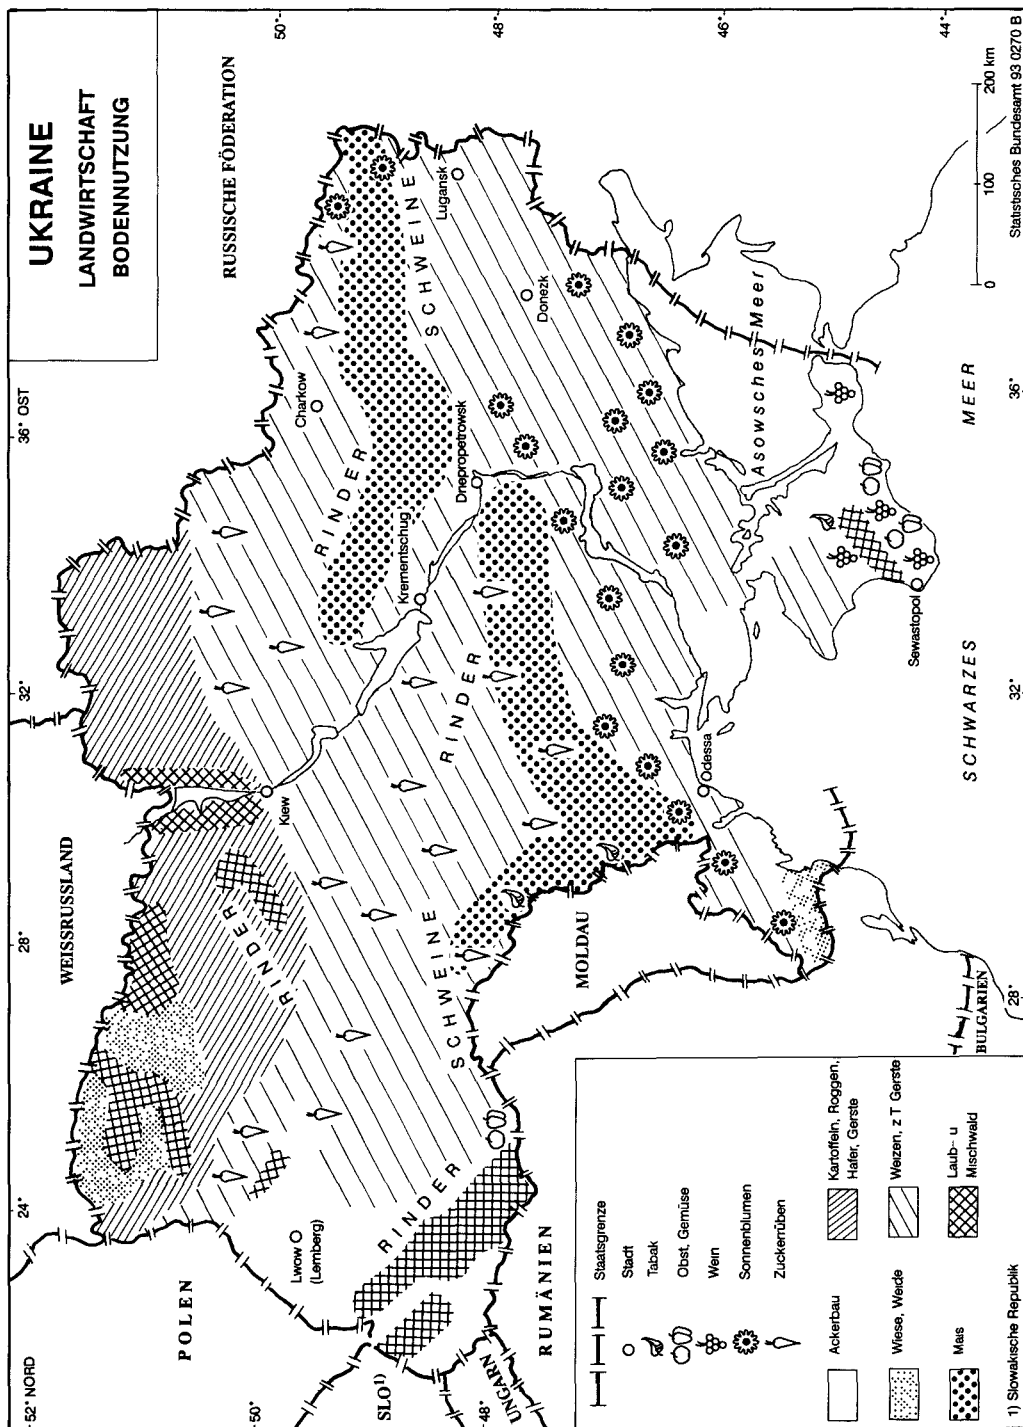 UKRAINE
LANDWIRTSCHAFT
BODENNUTZUNG
52° NORD
50°
48°
50°
48°
46°
44°
24°
28°
32°
36° OST
28°
32°
36°
WEISSRUSSLAND
RUSSISCHE FÖDERATION
POLEN
SLO1)
UNGARN
RUMÄNIEN
MOLDAU
BULGARIEN
SCHWARZES
MEER
Asowsches Meer
Lwow
(Lemberg)
Kiew
Charkow
Krementschug
Dnepropetrowsk
Lugansk
Donezk
Odessa
Sewastopol
RINDER
RINDER
RINDER
RINDER
SCHWEINE
SCHWEINE
Staatsgrenze
Stadt
Tabak
Obst, Gemüse
Wein
Sonnenblumen
Zuckerrüben
Ackerbau
Wiese, Weide
Mais
Kartoffeln, Roggen,
Hafer, Gerste
Weizen, z T Gerste
Laub- u
Mischwald
1) Slowakische Republik
0 100 200 km
Statistisches Bundesamt 93 0270 B